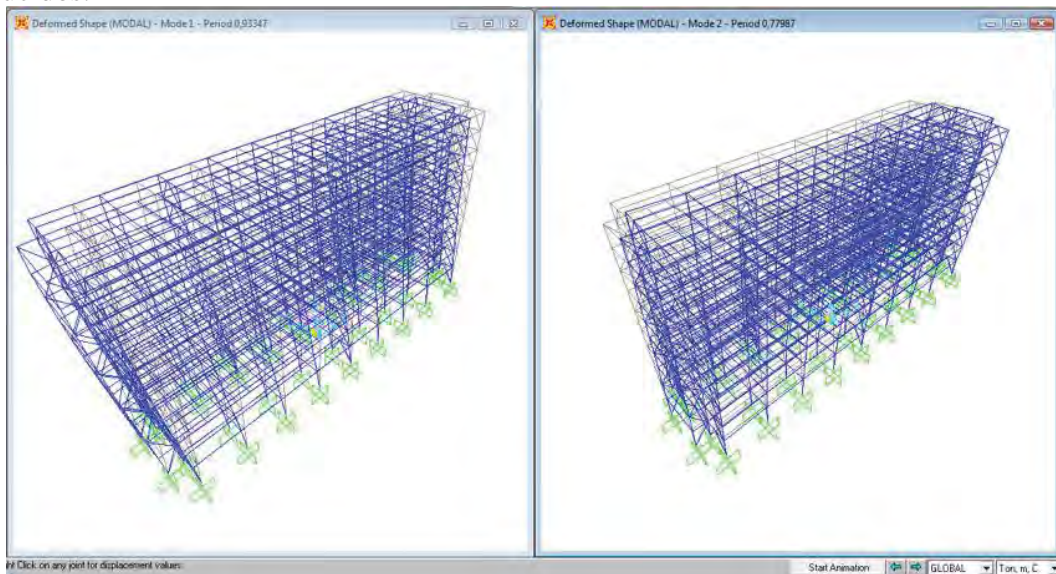 Deformed Shape (MODAL) - Mode 1 - Period 0,93347
Deformed Shape (MODAL) - Mode 2 - Period 0,77987
Click on any joint for displacement values
Start Animation
GLOBAL
Ton, m, C